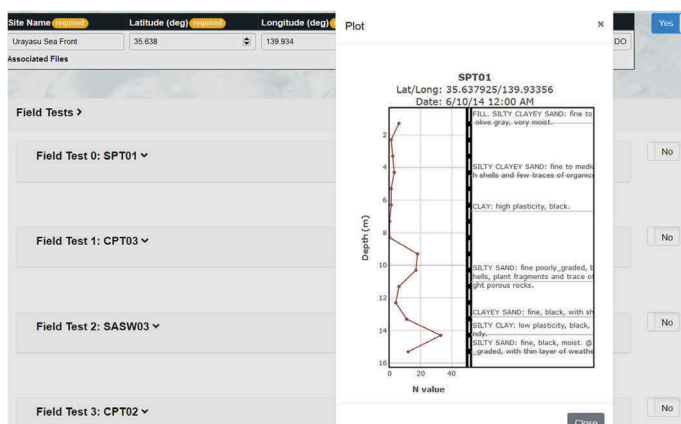 Site Name required Latitude (deg) required Longitude (deg)
Urayasu Sea Front 35.638 139.934 DO
Associated Files
Yes
Field Tests >
Field Test 0: SPT01
No
Field Test 1: CPT03
No
Field Test 2: SASW03
No
Field Test 3: CPT02
No
Plot ×
SPT01
Lat/Long: 35.637925/139.93356
Date: 6/10/14 12:00 AM
FILL. SILTY CLAYEY SAND: fine to
olive gray, very moist.
SILTY CLAYEY SAND: fine to medi
h shells and few traces of organic
CLAY: high plasticity, black.
SILTY SAND: fine poorly_graded, b
hells, plant fragments and trace of
ght porous rocks.
CLAYEY SAND: fine, black, with sh
SILTY CLAY: low plasticity, black,
ndy.
SILTY SAND: fine, black, moist. @
_graded, with thin layer of weathe
Depth (m)
2
4
6
8
10
12
14
16
0 20 40
N value
Close